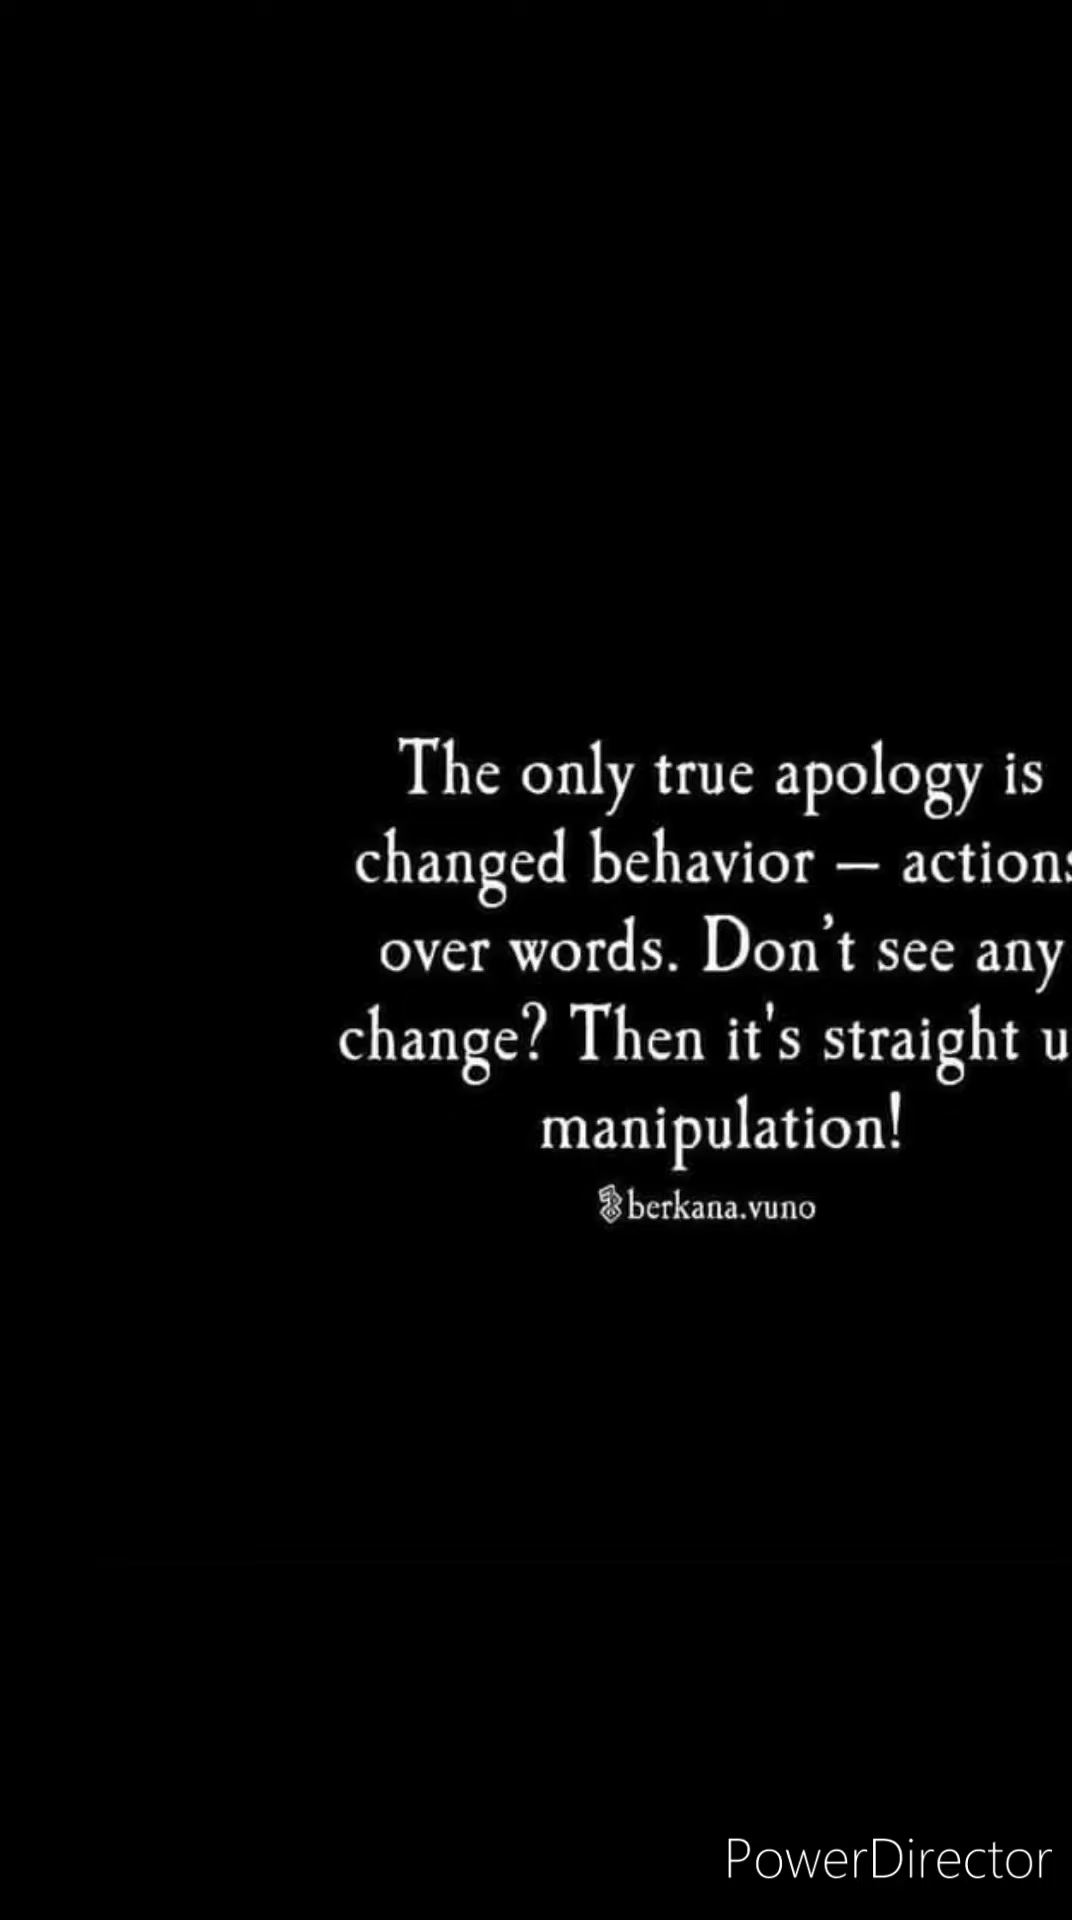 The only true apology is
changed behavior — actions
over words. Don’t see any
change? Then it's straight u
manipulation!
berkana.vuno
PowerDirector